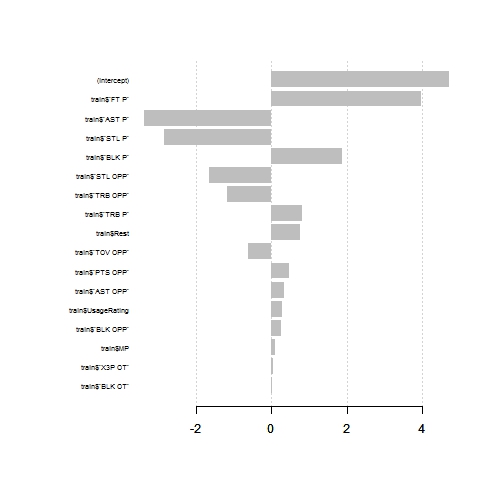 (Intercept)
train$`FT P`
train$`AST P`
train$`STL P`
train$`BLK P`
train$`STL OPP`
train$`TRB OPP`
train$`TRB P`
train$Rest
train$`TOV OPP`
train$`PTS OPP`
train$`AST OPP`
train$UsageRating
train$`BLK OPP`
train$MP
train$`X3P OT`
train$`BLK OT`
-2 0 2 4